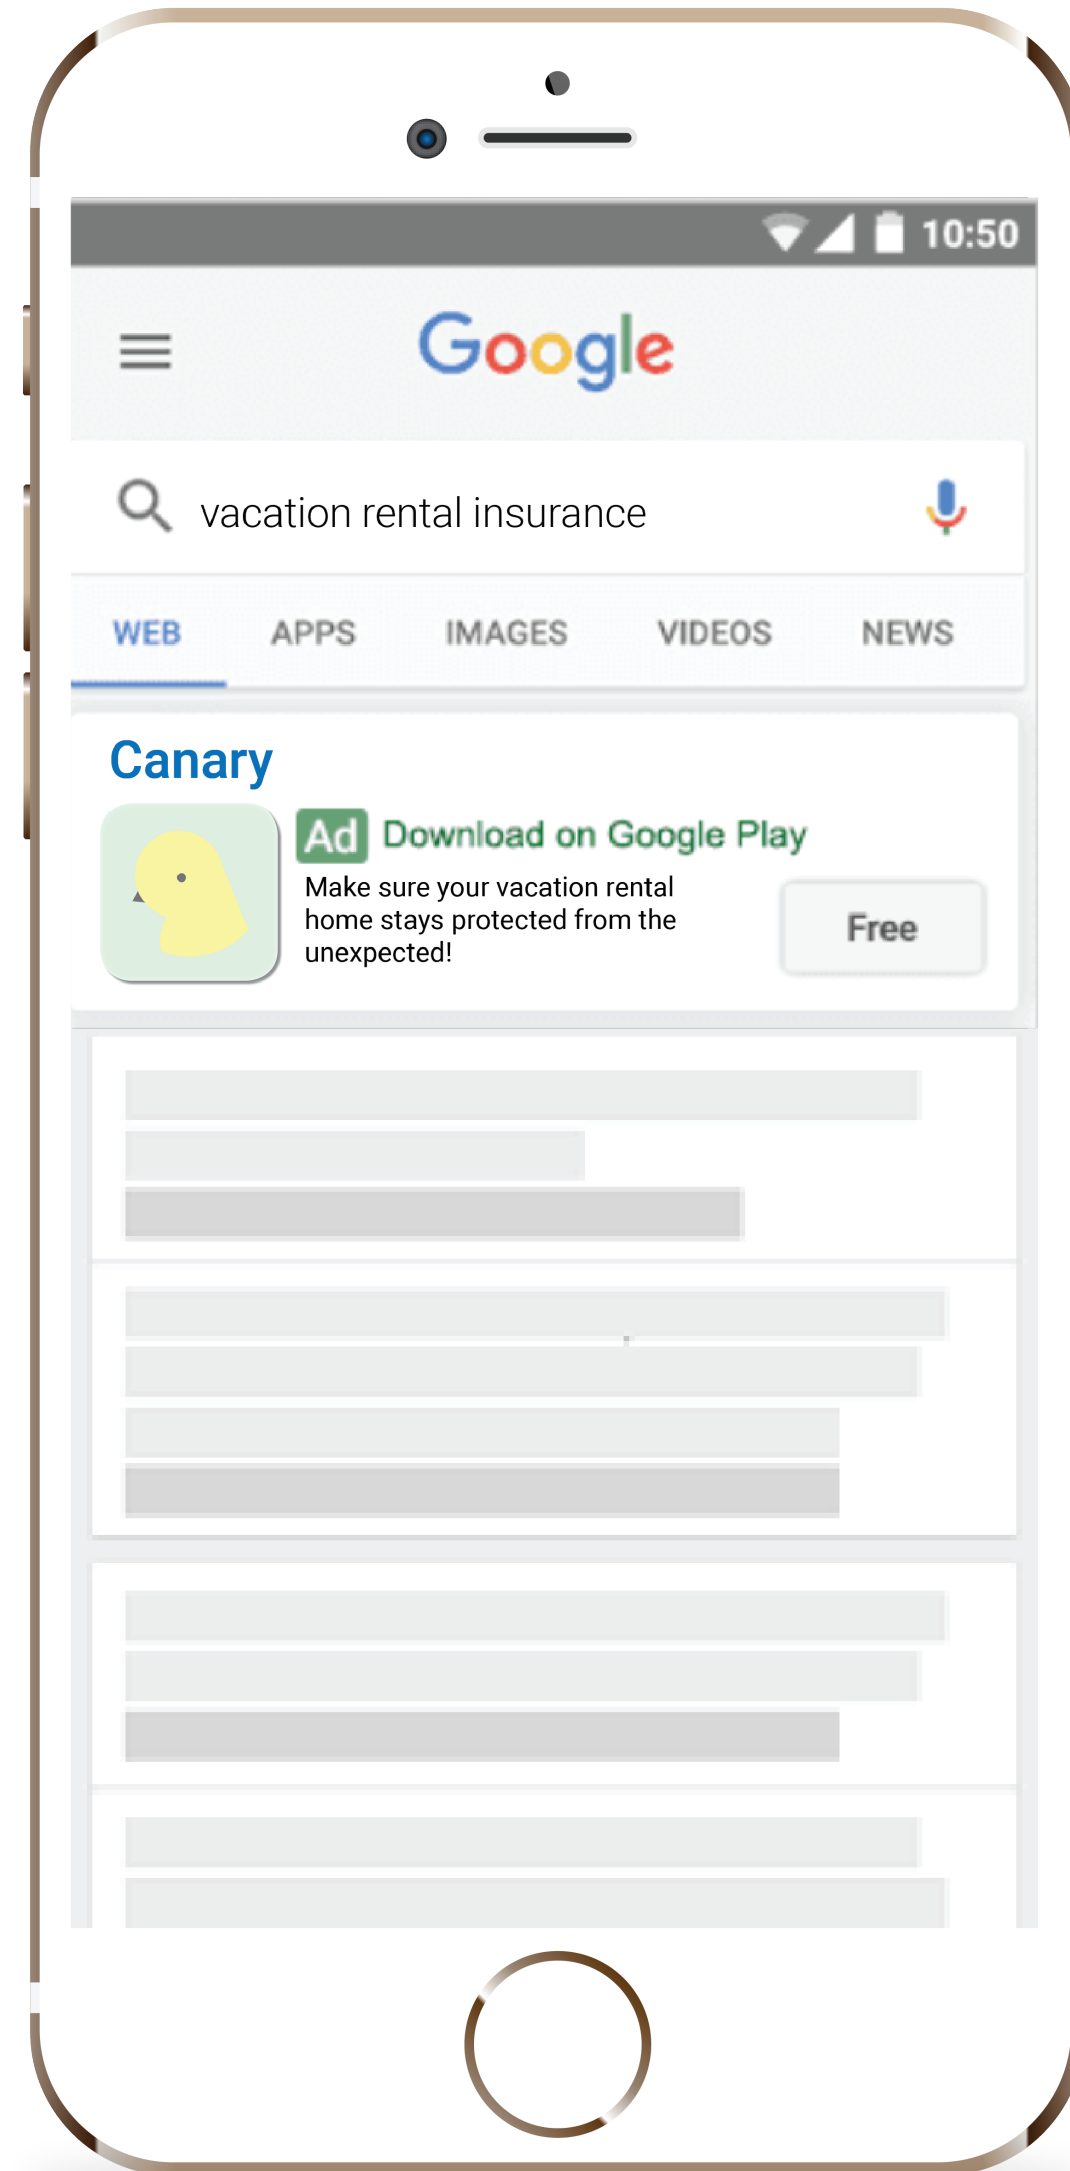 10:50
Google
vacation rental insurance
WEB APPS IMAGES VIDEOS NEWS
Canary
Ad Download on Google Play
Make sure your vacation rental
home stays protected from the
unexpected!
Free